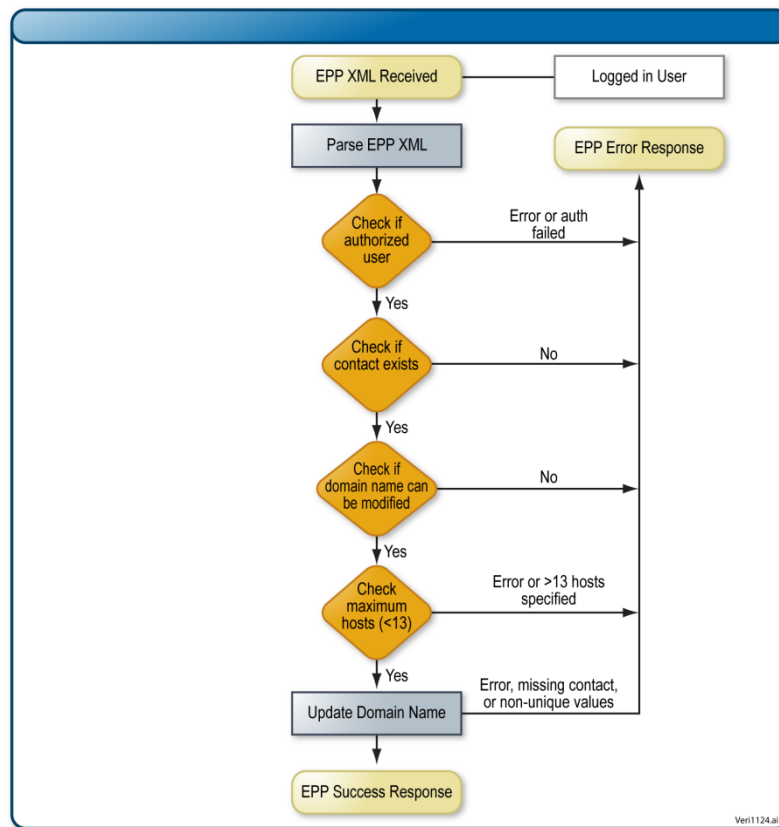 EPP XML Received
Logged in User
Parse EPP XML
EPP Error Response
Check if
authorized
user
Error or auth
failed
Yes
Check if
contact exists
No
Yes
Check if
domain name can
be modified
No
Yes
Check
maximum
hosts (<13)
Error or >13 hosts
specified
Yes
Update Domain Name
Error, missing contact,
or non-unique values
EPP Success Response
Veri1124.ai